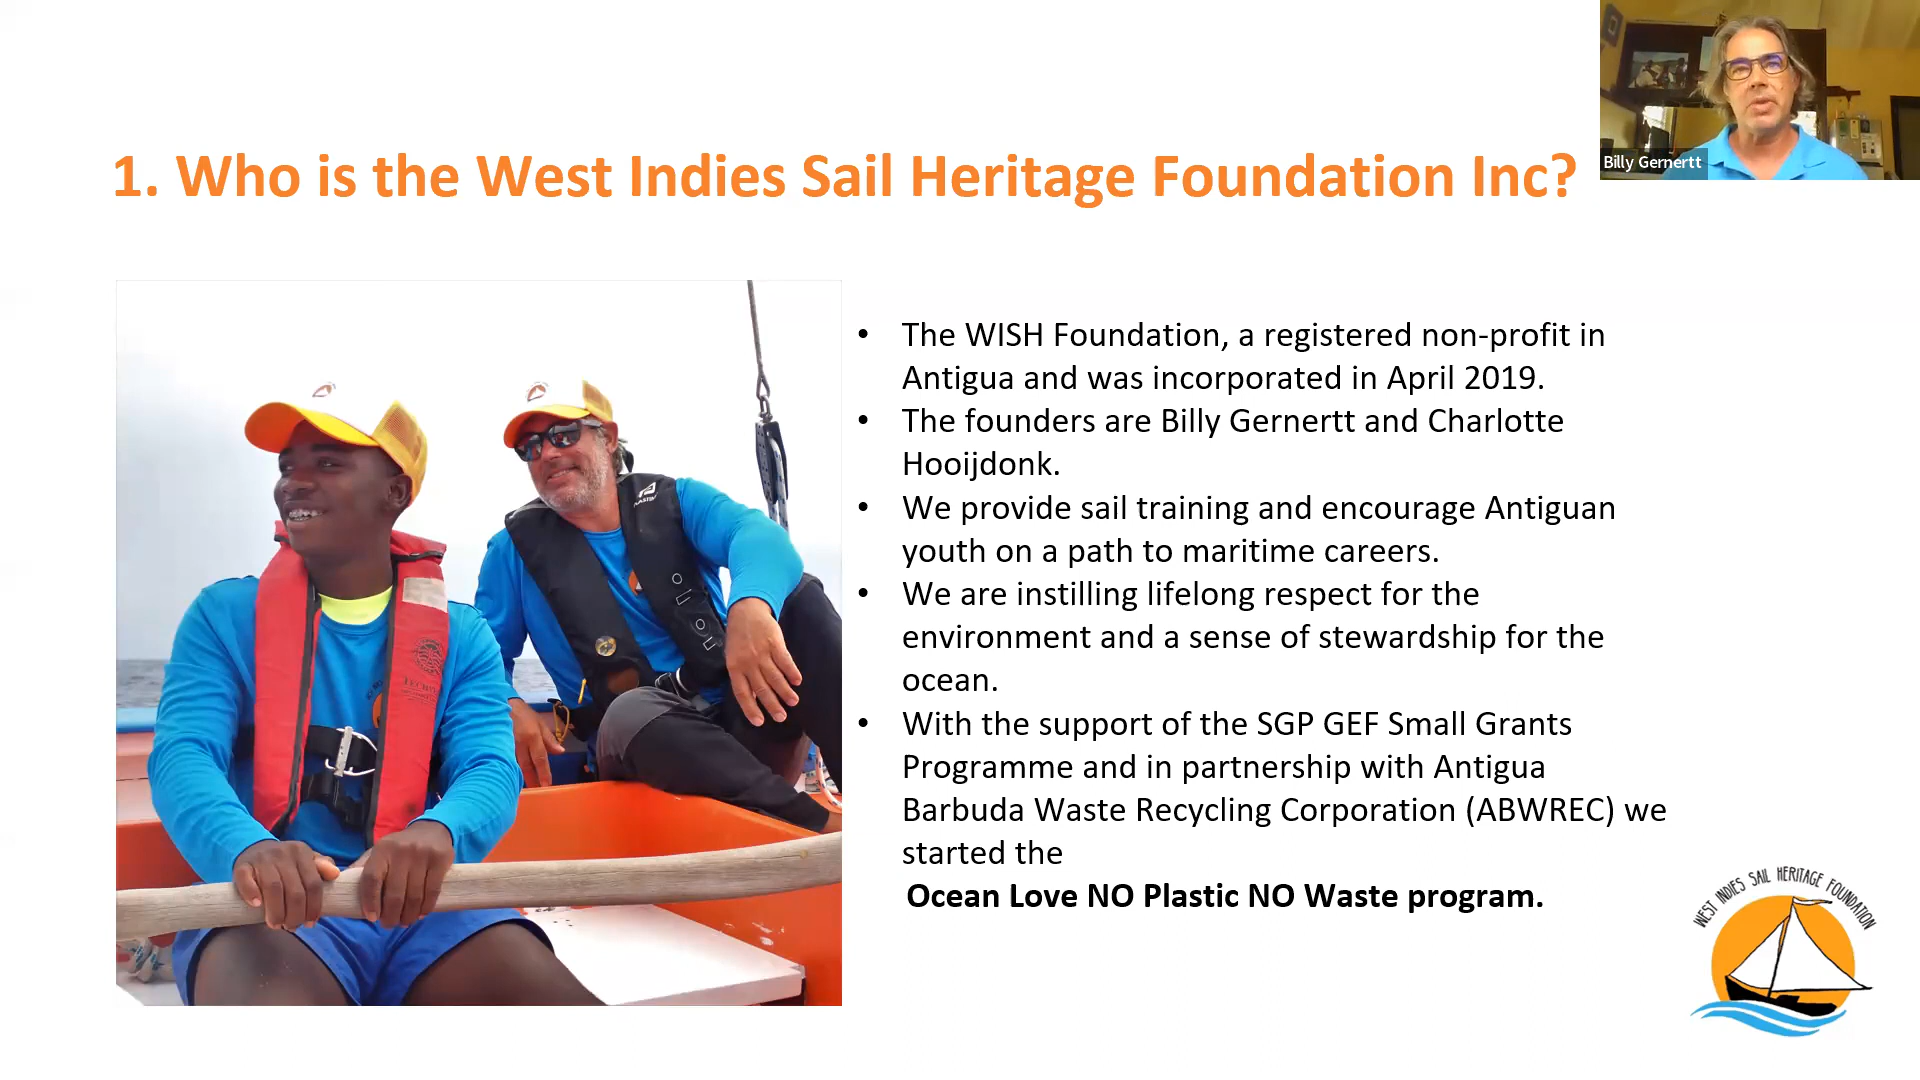 Billy Gernertt
1. Who is the West Indies Sail Heritage Foundation Inc?
• The WISH Foundation, a registered non-profit in
Antigua and was incorporated in April 2019.
• The founders are Billy Gernertt and Charlotte
Hooijdonk.
• We provide sail training and encourage Antiguan
youth on a path to maritime careers.
• We are instilling lifelong respect for the
environment and a sense of stewardship for the
ocean.
• With the support of the SGP GEF Small Grants
Programme and in partnership with Antigua
Barbuda Waste Recycling Corporation (ABWREC) we
started the
Ocean Love NO Plastic NO Waste program.
WEST INDIES SAIL HERITAGE FOUNDATION